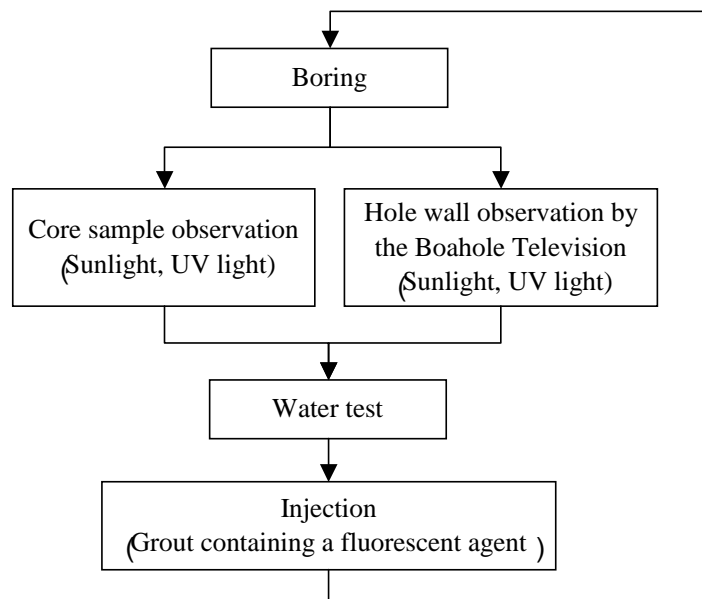 Boring
Core sample observation
(Sunlight, UV light)
Hole wall observation by
the Boahole Television
(Sunlight, UV light)
Water test
Injection
(Grout containing a fluorescent agent )